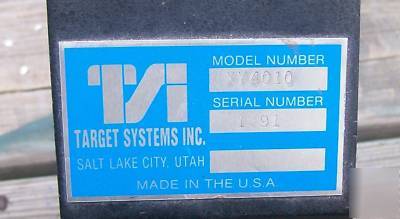 TSi
TARGET SYSTEMS INC.
SALT LAKE CITY, UTAH
MODEL NUMBER
SERIAL NUMBER
MADE IN THE U.S.A.